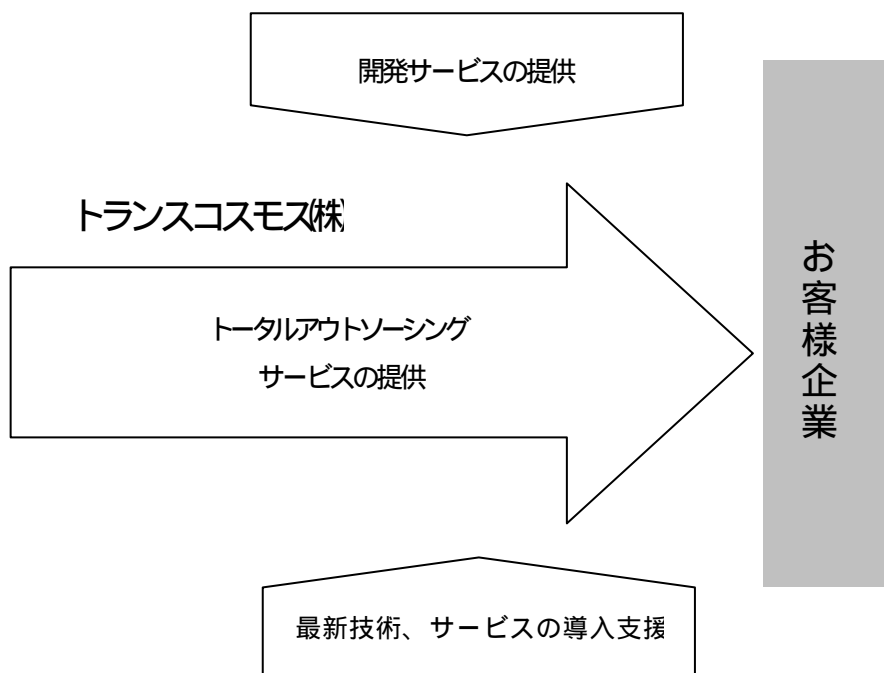 開発サービスの提供
トランスコスモス㈱
トータルアウトソーシング
サービスの提供
お客様企業
最新技術、サービスの導入支援